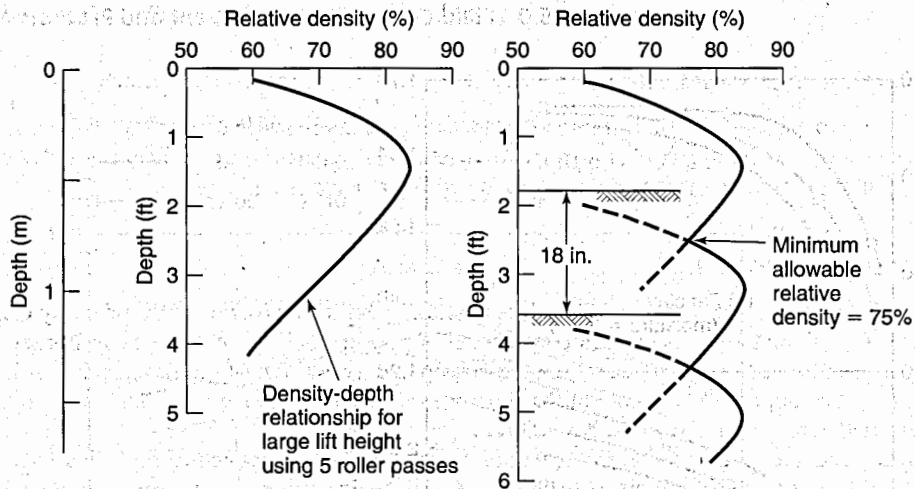 Relative density (%)
50 60 70 80 90
0
1
Depth (m)
0
1
2
3
4
5
Depth (ft)
Density-depth
relationship for
large lift height
using 5 roller passes
Relative density (%)
50 60 70 80 90
0
1
2
3
4
5
6
Depth (ft)
18 in.
Minimum
allowable
relative
density = 75%